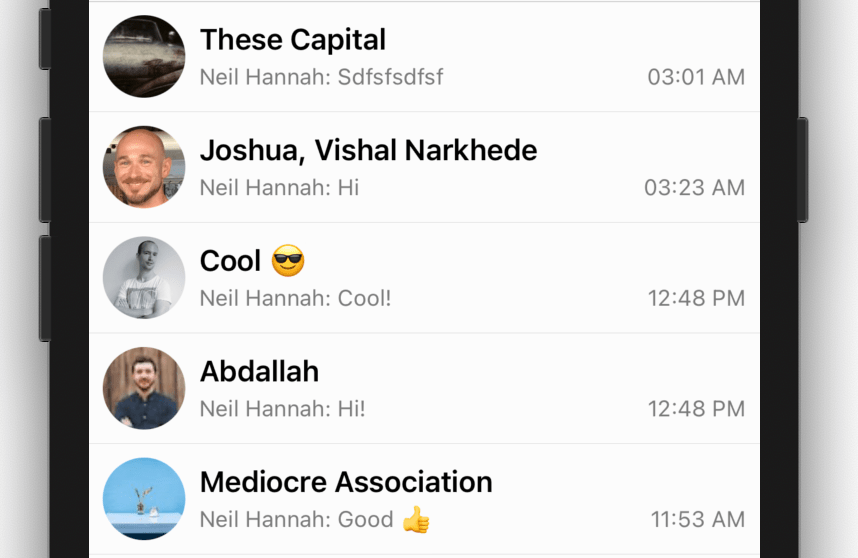 These Capital
Neil Hannah: Sdfsfsdfsf 03:01 AM
Joshua, Vishal Narkhede
Neil Hannah: Hi 03:23 AM
Cool 😎
Neil Hannah: Cool! 12:48 PM
Abdallah
Neil Hannah: Hi! 12:48 PM
Mediocre Association
Neil Hannah: Good 👍 11:53 AM